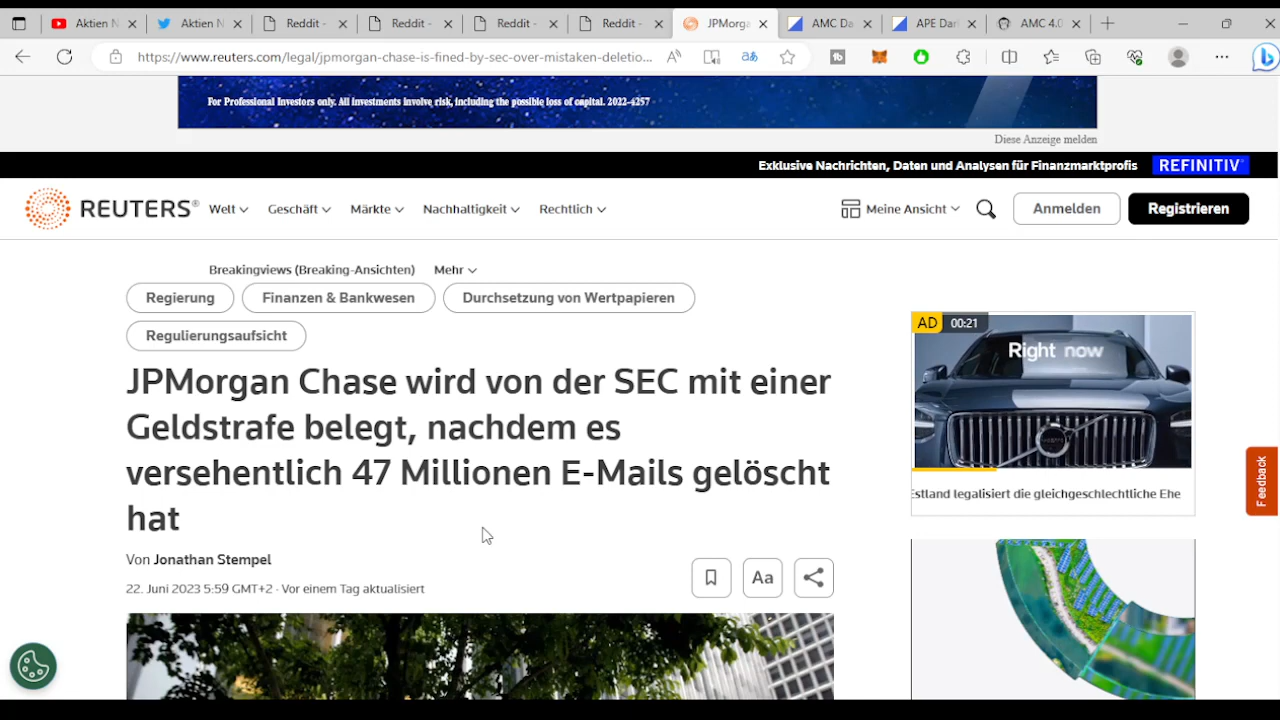 Aktien N
Aktien N
Reddit -
Reddit -
Reddit -
Reddit -
JPMorga
AMC Da
APE Dar
AMC 4.0
https://www.reuters.com/legal/jpmorgan-chase-is-fined-by-sec-over-mistaken-deletio...
For Professional Investors only. All investments involve risk, including the possible loss of capital. 2022-4257
Diese Anzeige melden
Exklusive Nachrichten, Daten und Analysen für Finanzmarktprofis
REFINITIV
REUTERS®
Welt
Geschäft
Märkte
Nachhaltigkeit
Rechtlich
Meine Ansicht
Anmelden
Registrieren
Breakingviews (Breaking-Ansichten)
Mehr
Regierung
Finanzen & Bankwesen
Durchsetzung von Wertpapieren
Regulierungsaufsicht
JPMorgan Chase wird von der SEC mit einer
Geldstrafe belegt, nachdem es
versehentlich 47 Millionen E-Mails gelöscht
hat
Von Jonathan Stempel
22. Juni 2023 5:59 GMT+2 · Vor einem Tag aktualisiert
Aa
AD 00:21
Right now
Estland legalisiert die gleichgeschlechtliche Ehe
Feedback